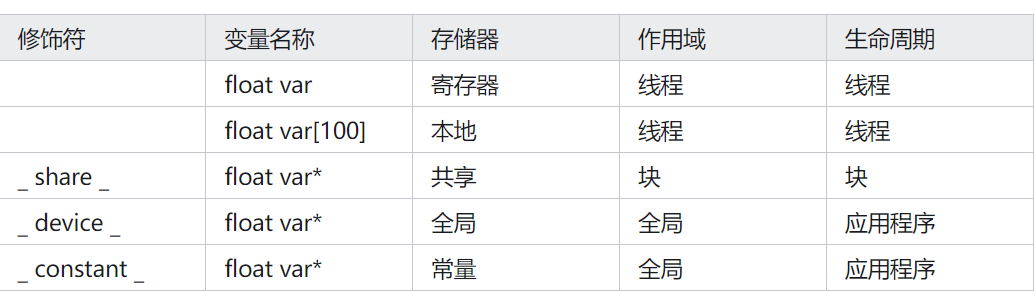 修饰符 变量名称 存储器 作用域 生命周期
float var 寄存器 线程 线程
float var[100] 本地 线程 线程
_ share _ float var* 共享 块 块
_ device _ float var* 全局 全局 应用程序
_ constant _ float var* 常量 全局 应用程序